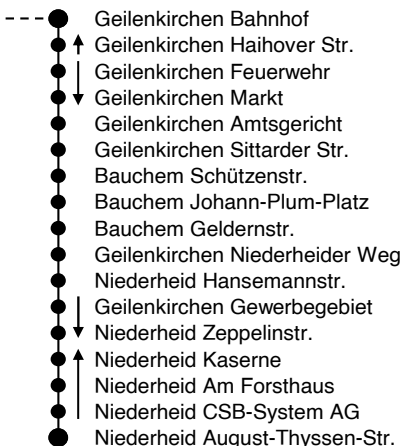 Geilenkirchen Bahnhof
Geilenkirchen Haihover Str.
Geilenkirchen Feuerwehr
Geilenkirchen Markt
Geilenkirchen Amtsgericht
Geilenkirchen Sittarder Str.
Bauchem Schützenstr.
Bauchem Johann-Plum-Platz
Bauchem Geldernstr.
Geilenkirchen Niederheider Weg
Niederheid Hansemannstr.
Geilenkirchen Gewerbegebiet
Niederheid Zeppelinstr.
Niederheid Kaserne
Niederheid Am Forsthaus
Niederheid CSB-System AG
Niederheid August-Thyssen-Str.